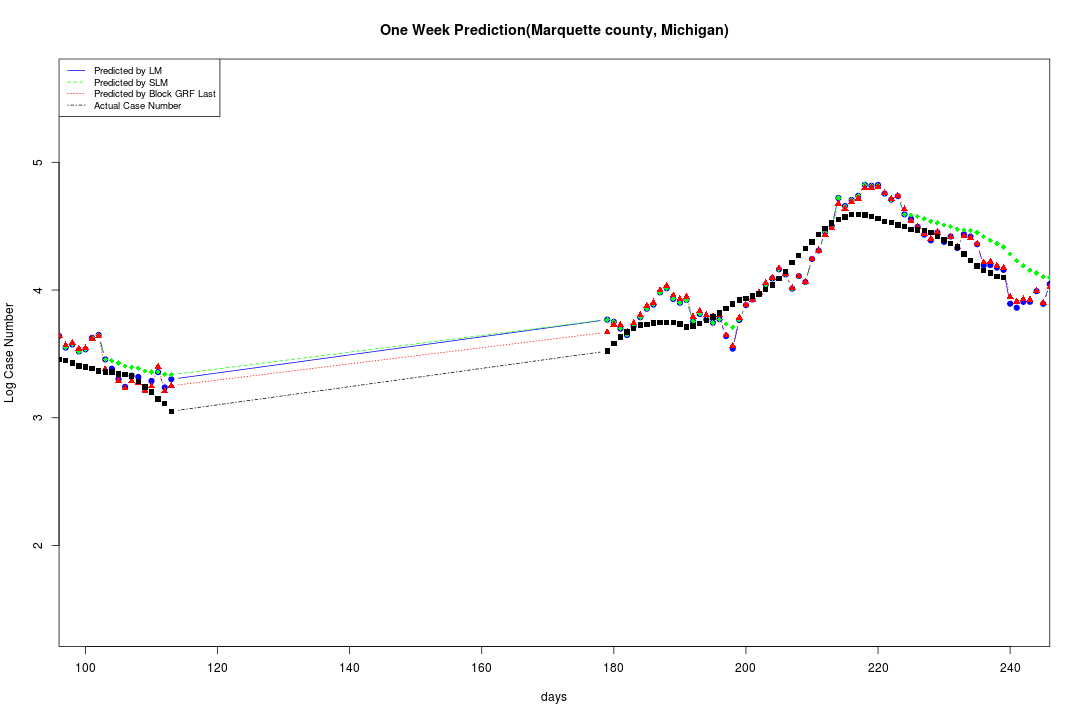 One Week Prediction(Marquette county, Michigan)
Predicted by LM
Predicted by SLM
Predicted by Block GRF Last
Actual Case Number
Log Case Number
5
4
3
2
100 120 140 160 180 200 220 240
days